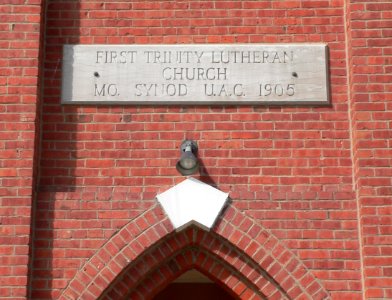 FIRST TRINITY LUTHERAN
CHURCH
MO. SYNOD U.A.C. 1905